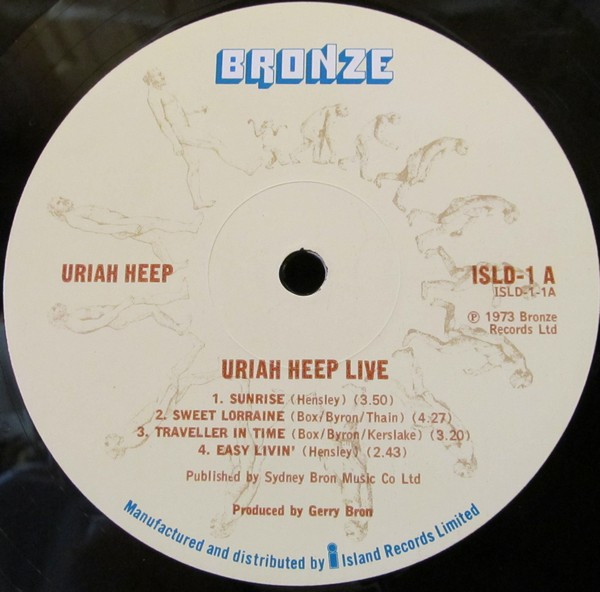 BRONZE
URIAH HEEP
ISLD-1 A
ISLD-1-1A
℗ 1973 Bronze
Records Ltd
URIAH HEEP LIVE
1. SUNRISE (Hensley) (3.50)
2. SWEET LORRAINE (Box/Byron/Thain) (4.27)
3. TRAVELLER IN TIME (Box/Byron/Kerslake) (3.20)
4. EASY LIVIN' (Hensley) (2.43)
Published by Sydney Bron Music Co Ltd
Produced by Gerry Bron
Manufactured and distributed by i Island Records Limited